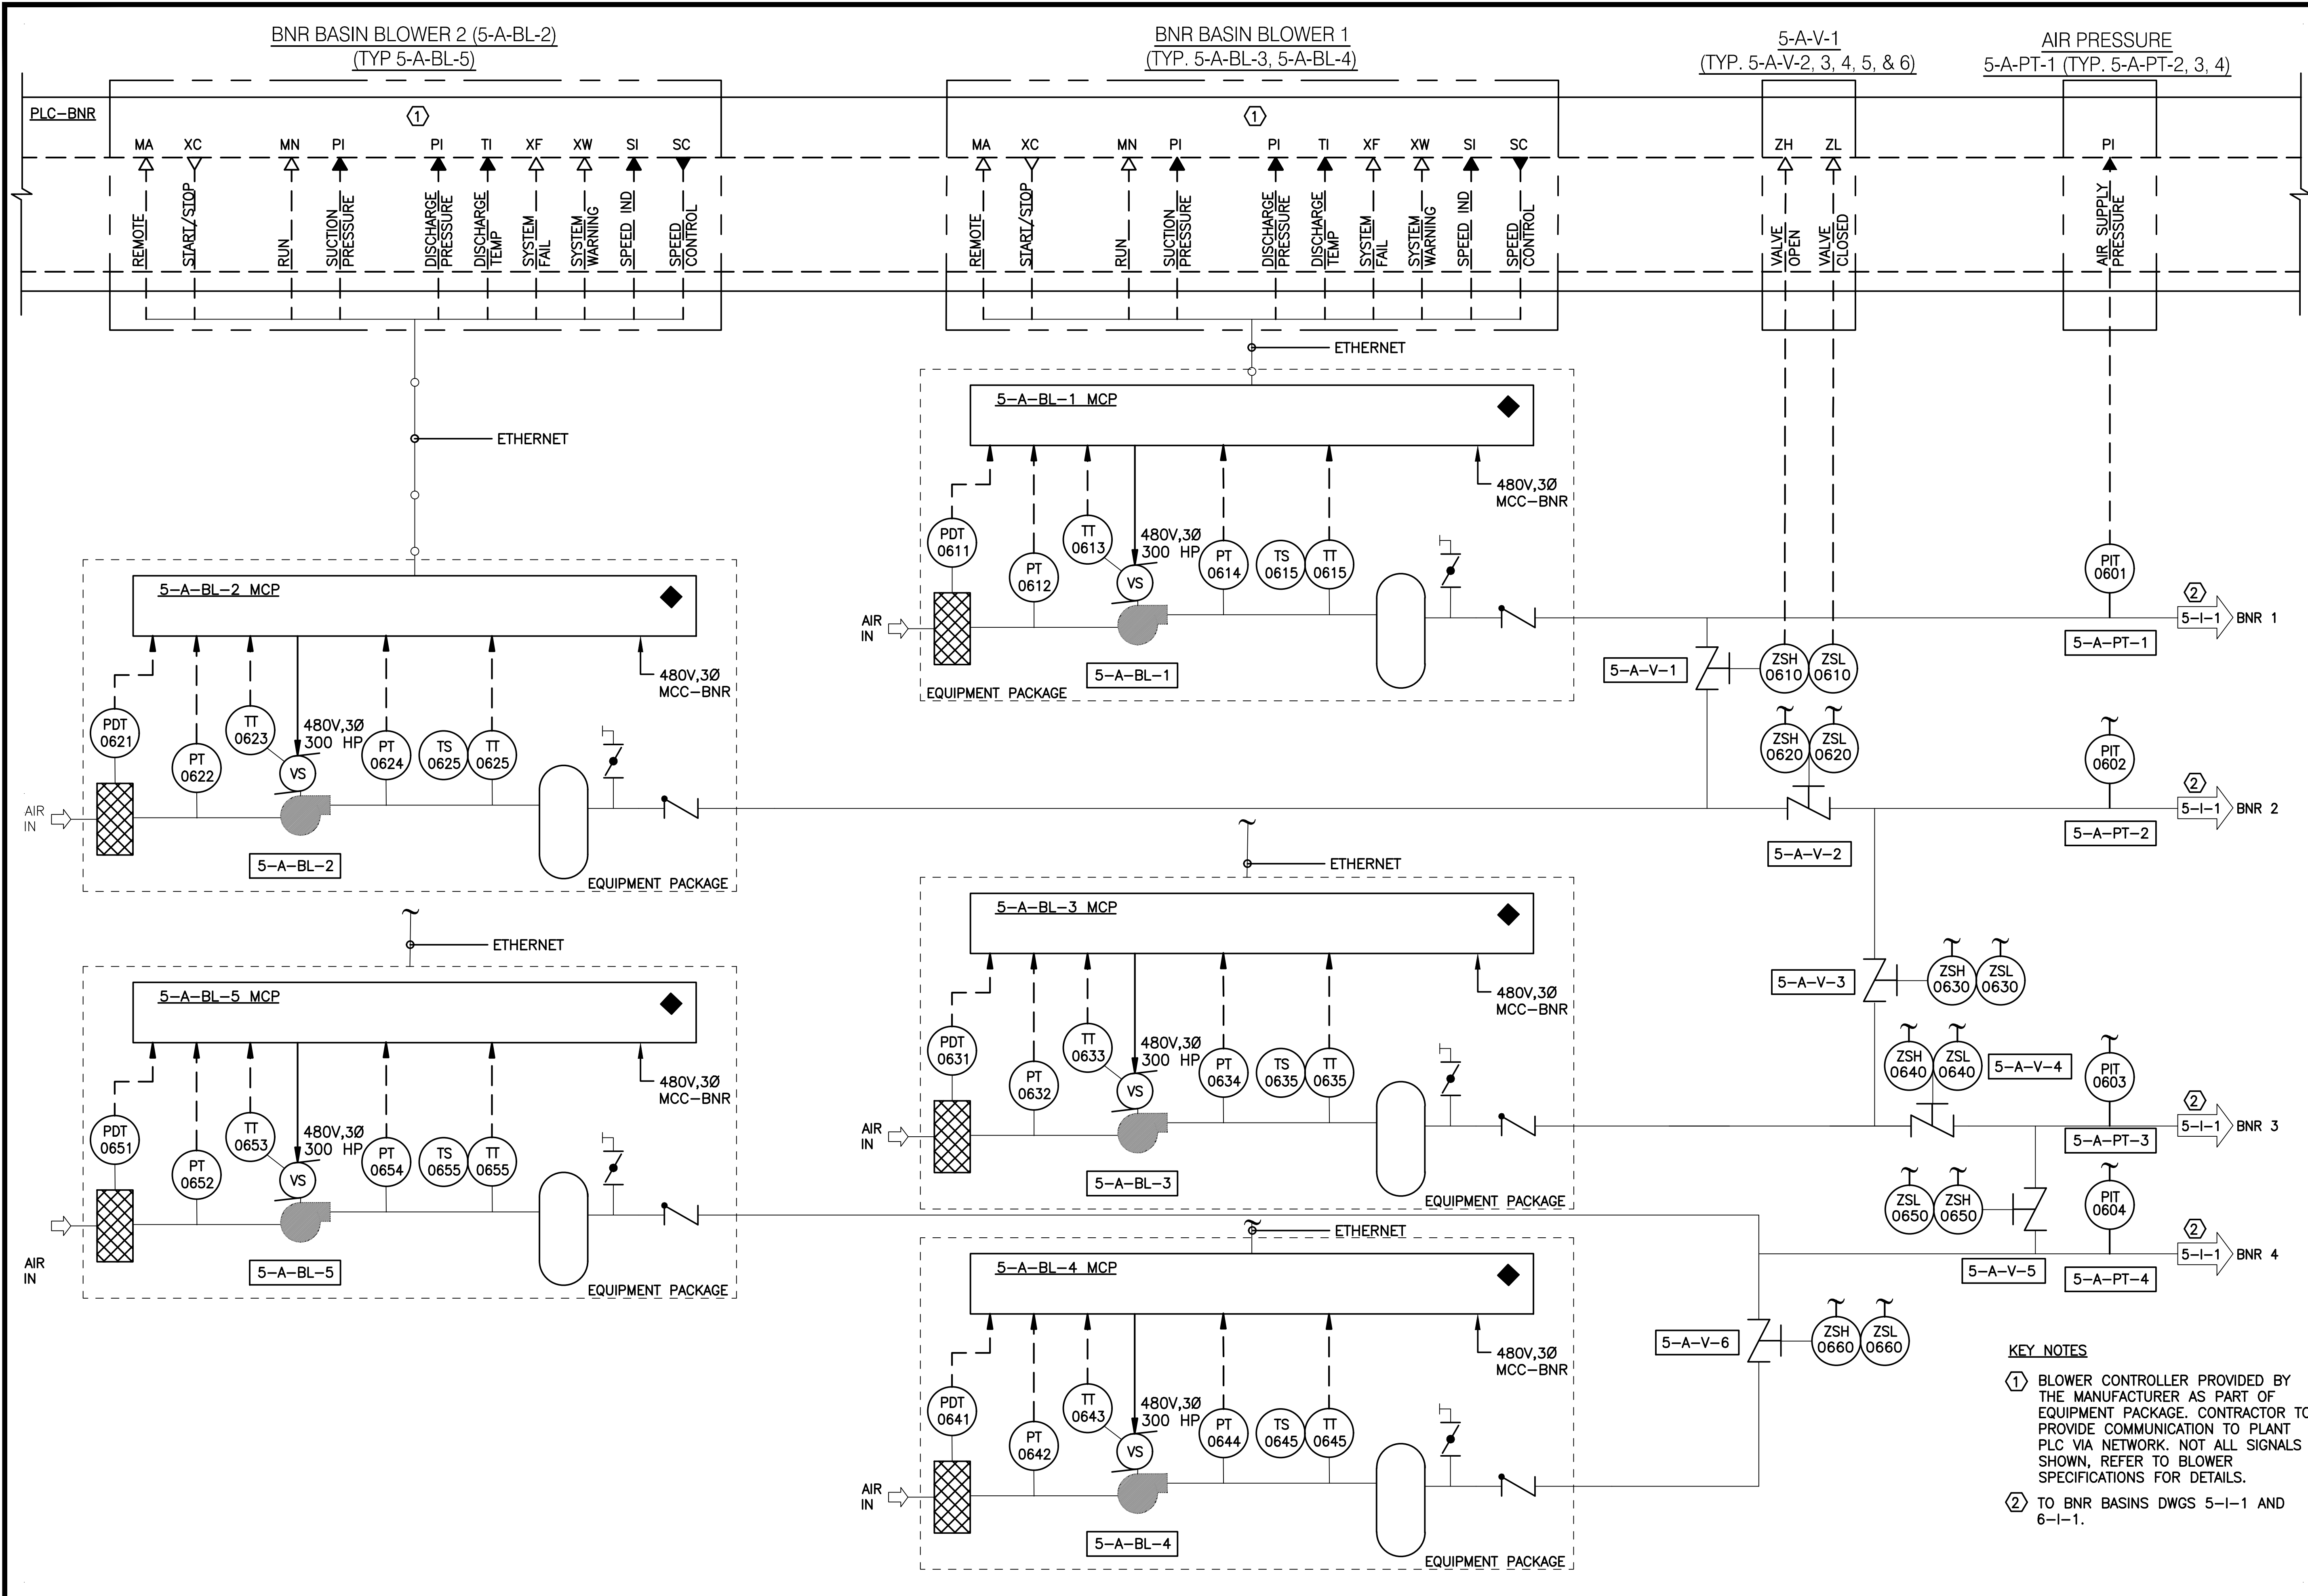 BNR BASIN BLOWER 2 (5-A-BL-2)
(TYP 5-A-BL-5)
BNR BASIN BLOWER 1
(TYP. 5-A-BL-3, 5-A-BL-4)
5-A-V-1
(TYP. 5-A-V-2, 3, 4, 5, & 6)
AIR PRESSURE
5-A-PT-1 (TYP. 5-A-PT-2, 3, 4)
PLC-BNR
1
MA XC MN PI PI TI XF XW SI SC
REMOTE
START/STOP
RUN
SUCTION
PRESSURE
DISCHARGE
PRESSURE
DISCHARGE
TEMP
SYSTEM
FAIL
SYSTEM
WARNING
SPEED IND
SPEED
CONTROL
1
MA XC MN PI PI TI XF XW SI SC
REMOTE
START/STOP
RUN
SUCTION
PRESSURE
DISCHARGE
PRESSURE
DISCHARGE
TEMP
SYSTEM
FAIL
SYSTEM
WARNING
SPEED IND
SPEED
CONTROL
ZH ZL
VALVE
OPEN
VALVE
CLOSED
PI
AIR SUPPLY
PRESSURE
ETHERNET
5-A-BL-1 MCP
480V,3Ø
MCC-BNR
PDT
0611
PT
0612
TT
0613
480V,3Ø
300 HP
VS
PT
0614
TS
0615
TT
0615
AIR
IN
5-A-BL-1
EQUIPMENT PACKAGE
ETHERNET
5-A-BL-2 MCP
480V,3Ø
MCC-BNR
PDT
0621
PT
0622
TT
0623
480V,3Ø
300 HP
VS
PT
0624
TS
0625
TT
0625
AIR
IN
5-A-BL-2
EQUIPMENT PACKAGE
PIT
0601
2
5-I-1 BNR 1
5-A-PT-1
5-A-V-1
ZSH
0610
ZSL
0610
ZSH
0620
ZSL
0620
5-A-V-2
PIT
0602
2
5-I-1 BNR 2
5-A-PT-2
ETHERNET
5-A-BL-3 MCP
480V,3Ø
MCC-BNR
PDT
0631
PT
0632
TT
0633
480V,3Ø
300 HP
VS
PT
0634
TS
0635
TT
0635
AIR
IN
5-A-BL-3
EQUIPMENT PACKAGE
ETHERNET
5-A-BL-5 MCP
480V,3Ø
MCC-BNR
PDT
0651
PT
0652
TT
0653
480V,3Ø
300 HP
VS
PT
0654
TS
0655
TT
0655
AIR
IN
5-A-BL-5
EQUIPMENT PACKAGE
5-A-V-3
ZSH
0630
ZSL
0630
ZSH
0640
ZSL
0640
5-A-V-4
PIT
0603
2
5-I-1 BNR 3
5-A-PT-3
ZSL
0650
ZSH
0650
5-A-V-5
PIT
0604
2
5-I-1 BNR 4
5-A-PT-4
ETHERNET
5-A-BL-4 MCP
480V,3Ø
MCC-BNR
PDT
0641
PT
0642
TT
0643
480V,3Ø
300 HP
VS
PT
0644
TS
0645
TT
0645
AIR
IN
5-A-BL-4
EQUIPMENT PACKAGE
5-A-V-6
ZSH
0660
ZSL
0660
KEY NOTES
1 BLOWER CONTROLLER PROVIDED BY
THE MANUFACTURER AS PART OF
EQUIPMENT PACKAGE. CONTRACTOR TO
PROVIDE COMMUNICATION TO PLANT
PLC VIA NETWORK. NOT ALL SIGNALS
SHOWN, REFER TO BLOWER
SPECIFICATIONS FOR DETAILS.
2 TO BNR BASINS DWGS 5-I-1 AND
6-I-1.